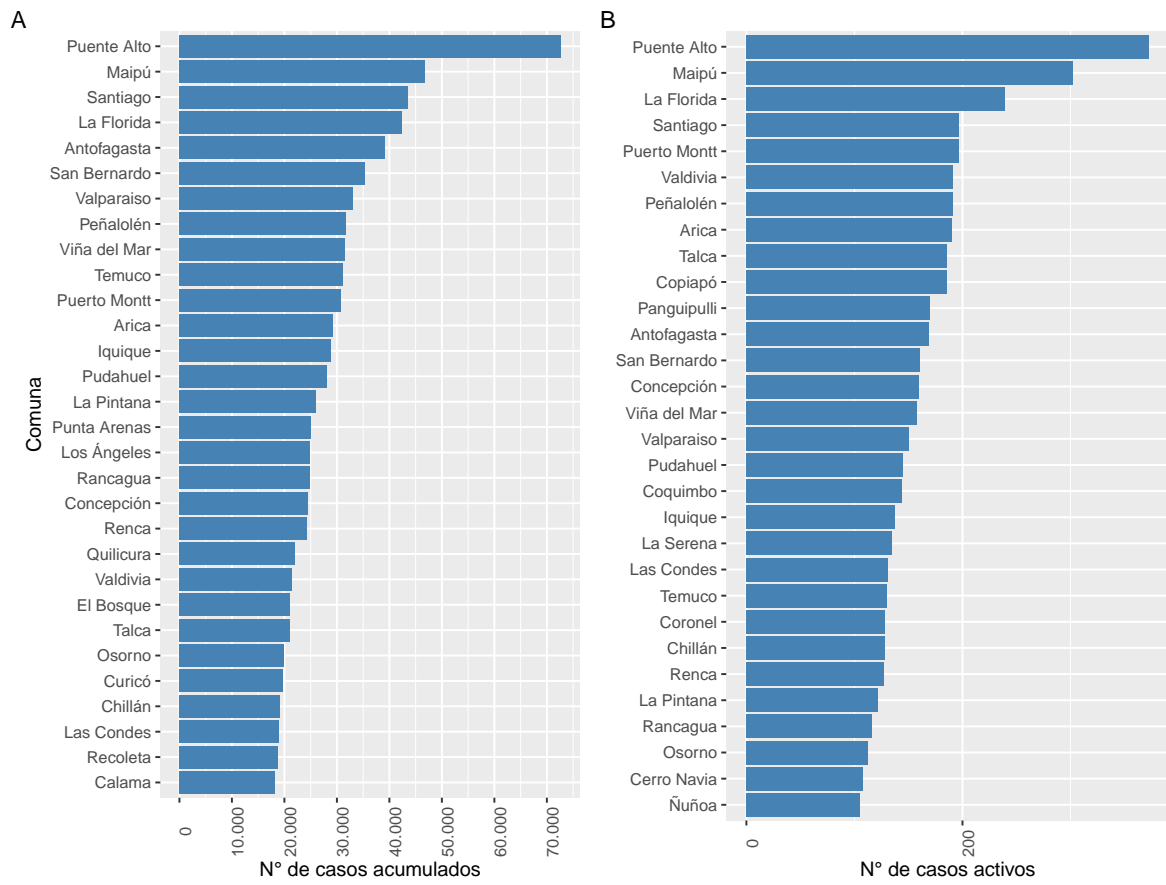 A
Comuna
Puente Alto
Maipú
Santiago
La Florida
Antofagasta
San Bernardo
Valparaiso
Peñalolén
Viña del Mar
Temuco
Puerto Montt
Arica
Iquique
Pudahuel
La Pintana
Punta Arenas
Los Ángeles
Rancagua
Concepción
Renca
Quilicura
Valdivia
El Bosque
Talca
Osorno
Curicó
Chillán
Las Condes
Recoleta
Calama
0
10.000
20.000
30.000
40.000
50.000
60.000
70.000
N° de casos acumulados
B
Puente Alto
Maipú
La Florida
Santiago
Puerto Montt
Valdivia
Peñalolén
Arica
Talca
Copiapó
Panguipulli
Antofagasta
San Bernardo
Concepción
Viña del Mar
Valparaiso
Pudahuel
Coquimbo
Iquique
La Serena
Las Condes
Temuco
Coronel
Chillán
Renca
La Pintana
Rancagua
Osorno
Cerro Navia
Ñuñoa
0
200
N° de casos activos